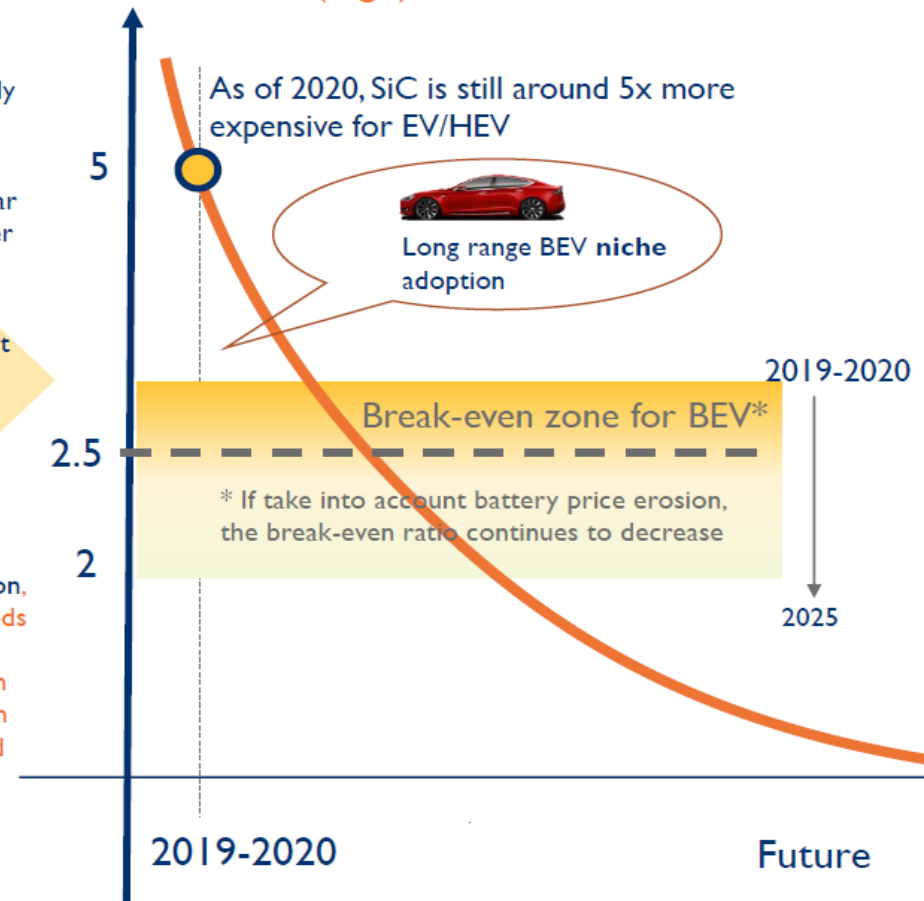 As of 2020, SiC is still around 5x more
expensive for EV/HEV
5
Long range BEV niche
adoption
2019-2020
Break-even zone for BEV*
2.5
* If take into account battery price erosion,
the break-even ratio continues to decrease
2
2025
2019-2020
Future